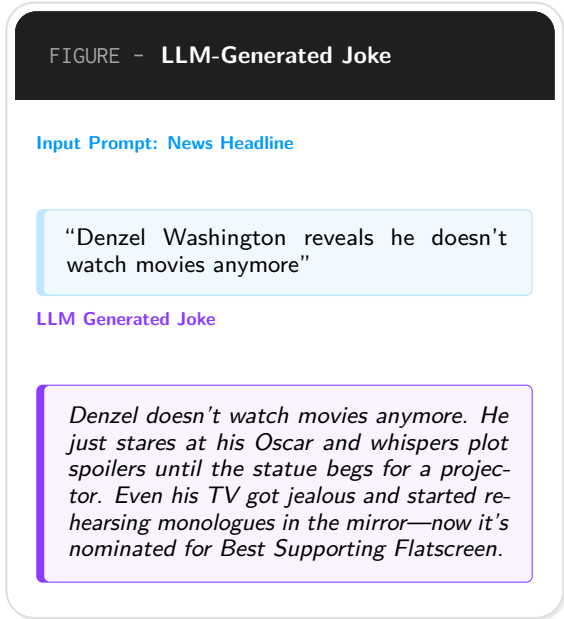 FIGURE – LLM-Generated Joke
Input Prompt: News Headline
“Denzel Washington reveals he doesn’t
watch movies anymore”
LLM Generated Joke
Denzel doesn’t watch movies anymore. He
just stares at his Oscar and whispers plot
spoilers until the statue begs for a projec-
tor. Even his TV got jealous and started re-
hearsing monologues in the mirror—now it’s
nominated for Best Supporting Flatscreen.